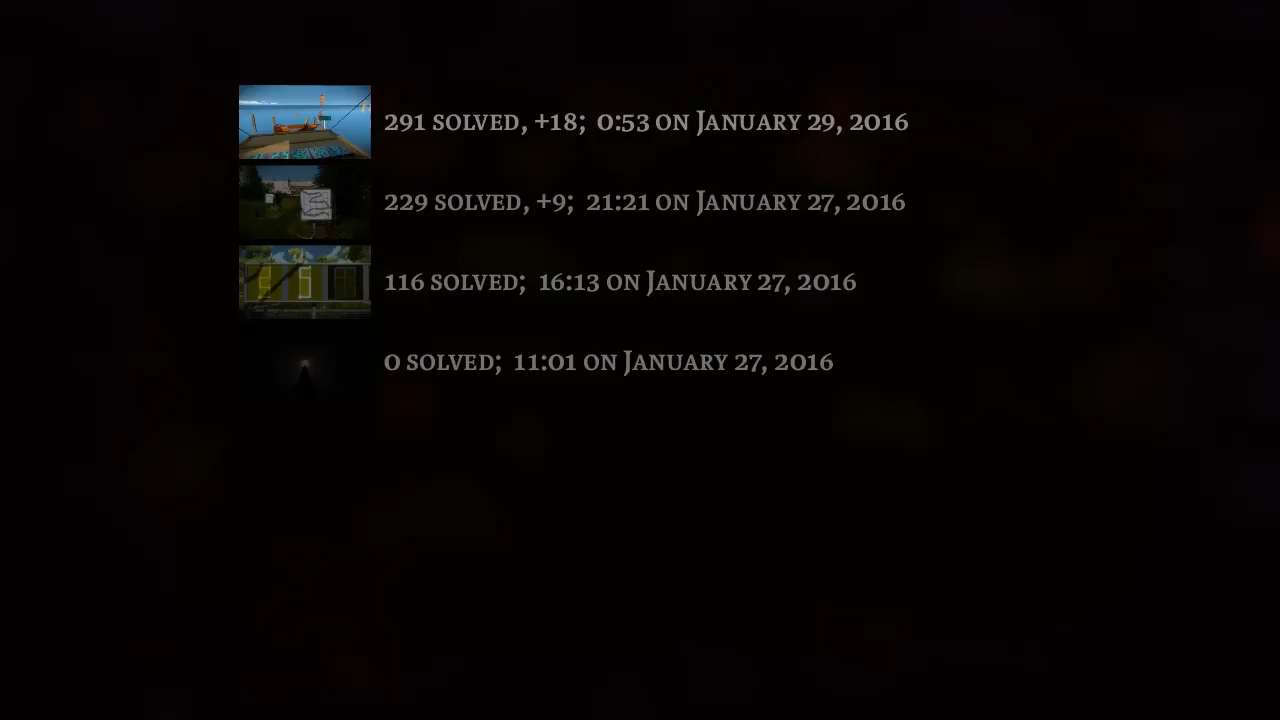 291 solved, +18; 0:53 on January 29, 2016
229 solved, +9; 21:21 on January 27, 2016
116 solved; 16:13 on January 27, 2016
0 solved; 11:01 on January 27, 2016